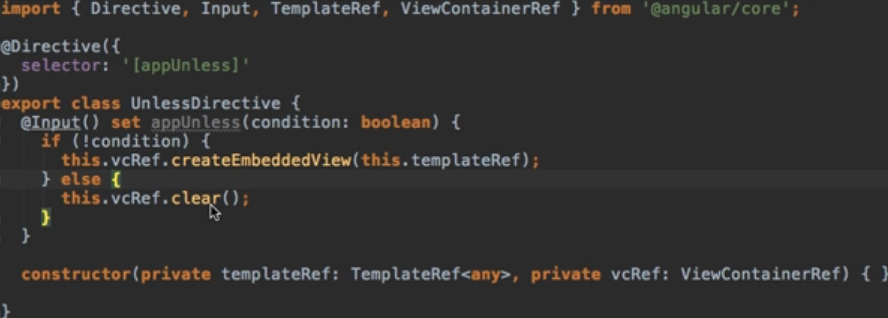 import { Directive, Input, TemplateRef, ViewContainerRef } from '@angular/core';
@Directive({
  selector: '[appUnless]'
})
export class UnlessDirective {
  @Input() set appUnless(condition: boolean) {
    if (!condition) {
      this.vcRef.createEmbeddedView(this.templateRef);
    } else {
      this.vcRef.clear();
    }
  }
  constructor(private templateRef: TemplateRef<any>, private vcRef: ViewContainerRef) { }
}